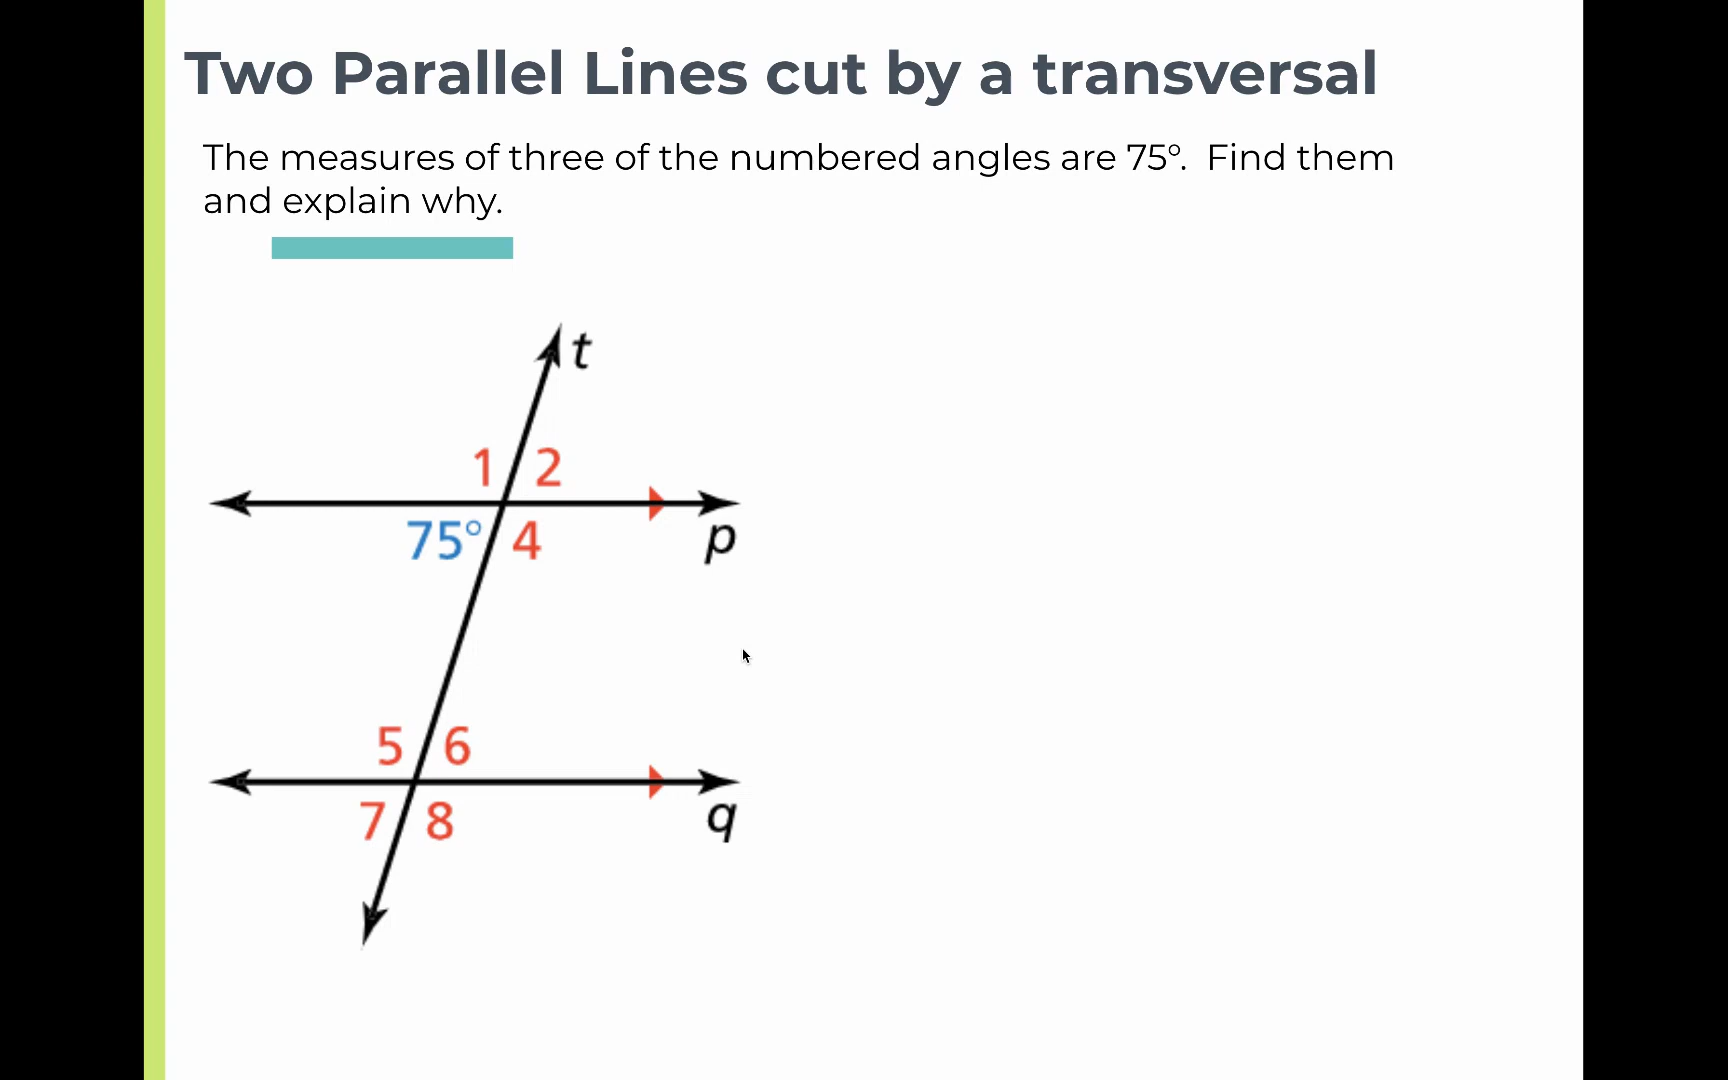 Two Parallel Lines cut by a transversal
The measures of three of the numbered angles are 75°.  Find them
and explain why.
t
1 2
75° 4
p
5 6
7 8
q